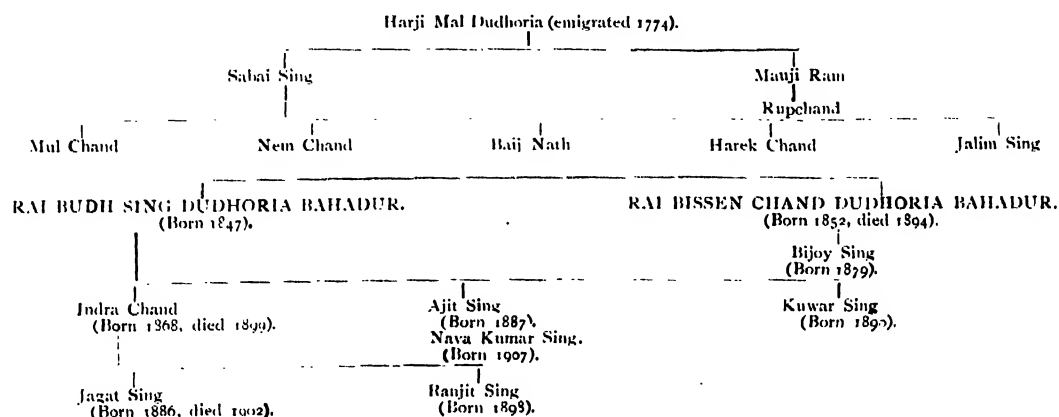 Harji Mal Dudhoria (emigrated 1774).
Sabai Sing Mauji Ram
Rupchand
Mul Chand Nem Chand Baij Nath Harek Chand Jalim Sing
RAI BUDH SING DUDHORIA BAHADUR. RAI BISSEN CHAND DUDHORIA BAHADUR.
(Born 1847). (Born 1852, died 1894).
Bijoy Sing
(Born 1879).
Indra Chand Ajit Sing Kuwar Sing
(Born 1868, died 1899). (Born 1887). (Born 1890).
Nava Kumar Sing.
(Born 1907).
Jagat Sing Ranjit Sing
(Born 1886, died 1902). (Born 1898).